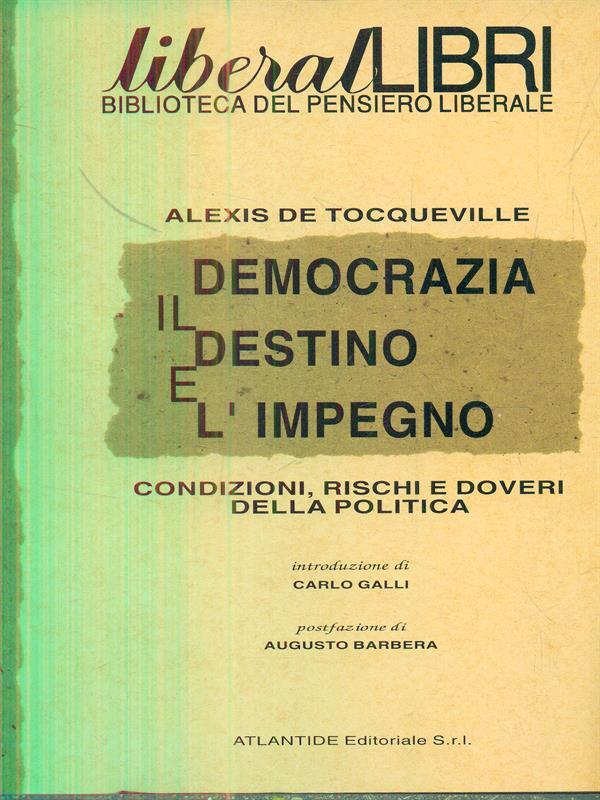 liberalLIBRI
BIBLIOTECA DEL PENSIERO LIBERALE
ALEXIS DE TOCQUEVILLE
DEMOCRAZIA
IL
DESTINO
E
L' IMPEGNO
CONDIZIONI, RISCHI E DOVERI
DELLA POLITICA
introduzione di
CARLO GALLI
postfazione di
AUGUSTO BARBERA
ATLANTIDE Editoriale S.r.l.